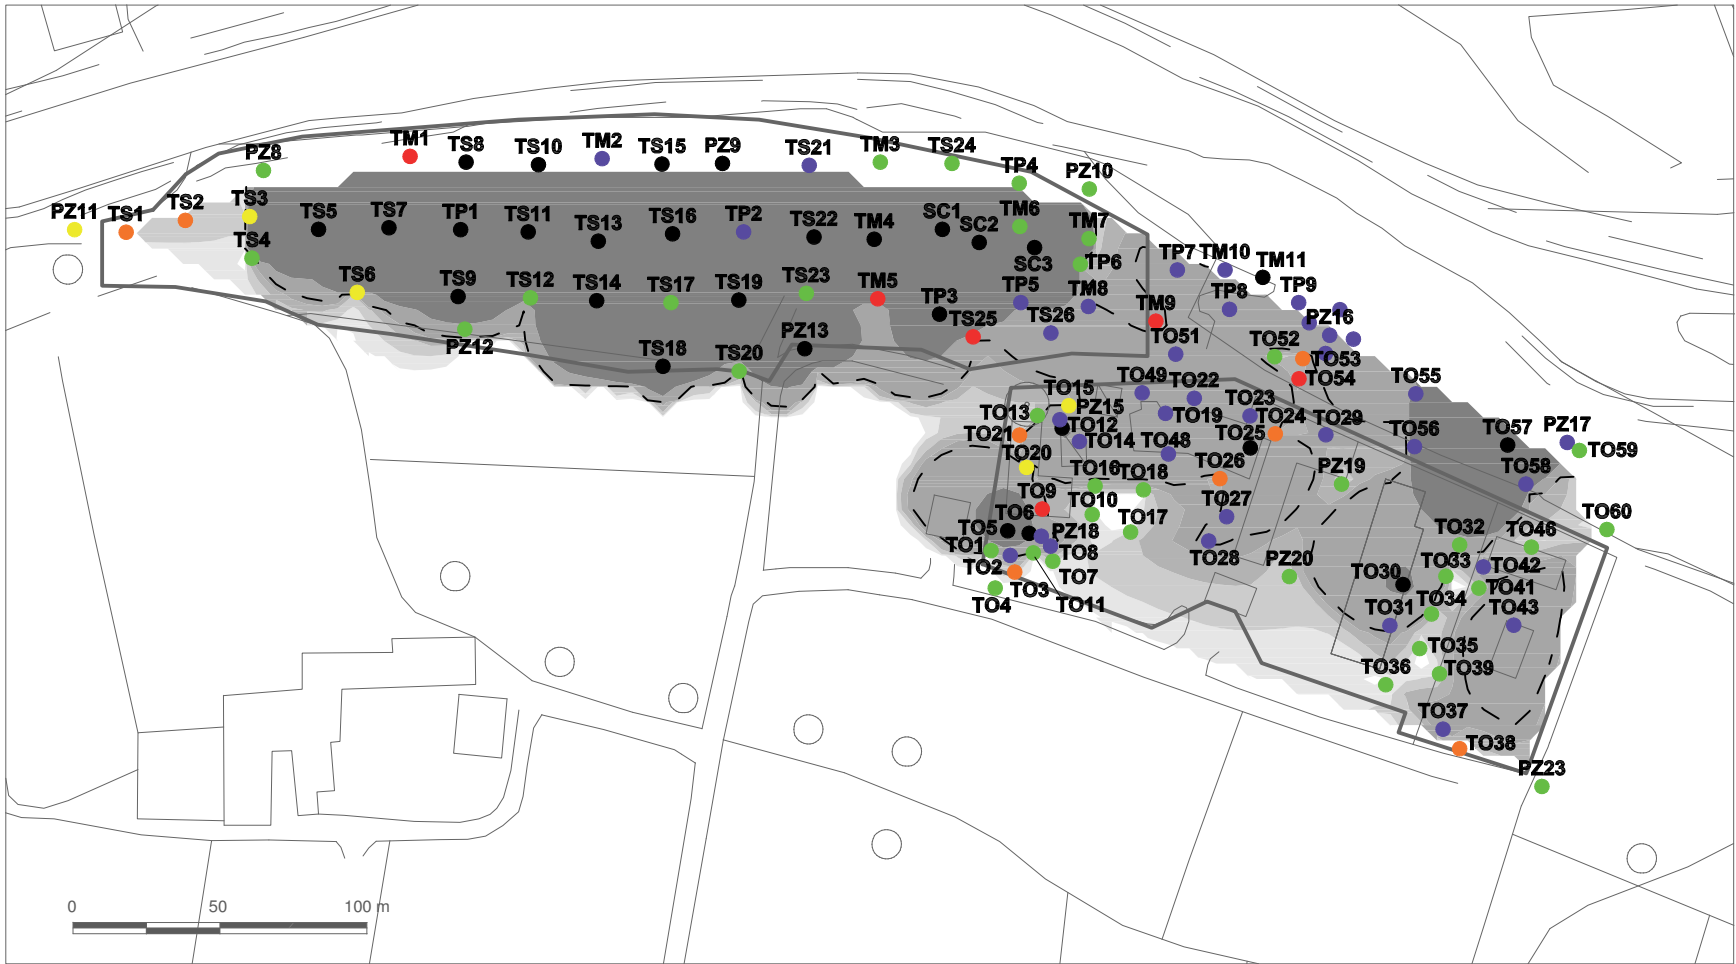 TM1 TS8 TS10 TM2 TS15 PZ9 TS21 TM3 TS24
PZ8 TP4 PZ10
PZ11 TS1 TS2 TS3 TS5 TS7 TP1 TS11 TS13 TS16 TP2 TS22 TM4 SC1 SC2 TM6 TM7
TS4 SC3 TP6 TP7 TM10 TM11
TS6 TS9 TS12 TS14 TS17 TS19 TS23 TM5 TP3 TP5 TM8 TM9 TP8 TP9
PZ12 TS18 TS20 PZ13 TS25 TS26 TO51 PZ16
TO52 TO53
TO54
TO15 TO49 TO22 TO55
TO13 PZ15 TO19 TO23 TO24 TO29
TO21 TO12 TO25 TO56 TO57 PZ17
TO14 TO48 TO59
TO20 TO16 TO18 TO26 PZ19 TO58
TO9 TO10 TO27
TO6 TO17 TO60
TO5 PZ18 TO32 TO46
TO1 TO8 TO28 PZ20 TO33 TO42
TO2 TO7 TO30 TO41
TO3 TO34 TO43
TO4 TO11 TO31
TO35
TO36 TO39
TO37
TO38
PZ23
0 50 100 m